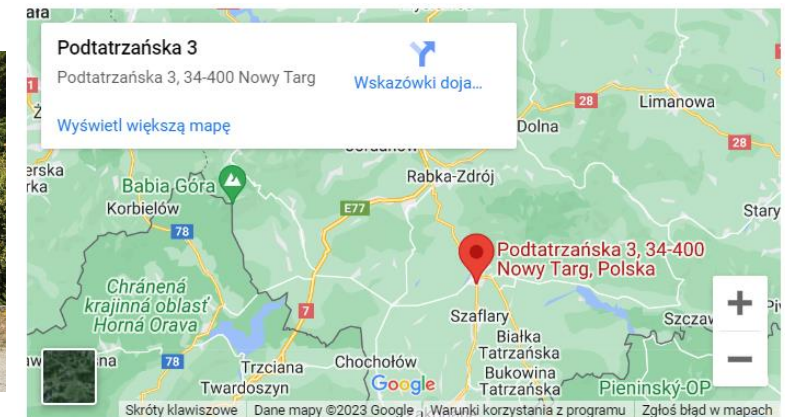 Podtatrzańska 3
Podtatrzańska 3, 34-400 Nowy Targ
Wskazówki doja...
Wyświetl większą mapę
28
Limanowa
Dolna
28
Rabka-Zdrój
Babia Góra
Korbielów
E77
Stary
78
Podtatrzańska 3, 34-400
Nowy Targ, Polska
Chránená
krajinná oblasť
Horná Orava
7
Szaflary
+
Białka
Tatrzańska
78
Trzciana
Chochołów
Bukowina
Tatrzańska
−
Twardoszyn
Google
Pieninský-OP
Skróty klawiszowe
Dane mapy ©2023 Google
Warunki korzystania z programu
Zgłoś błąd w mapach